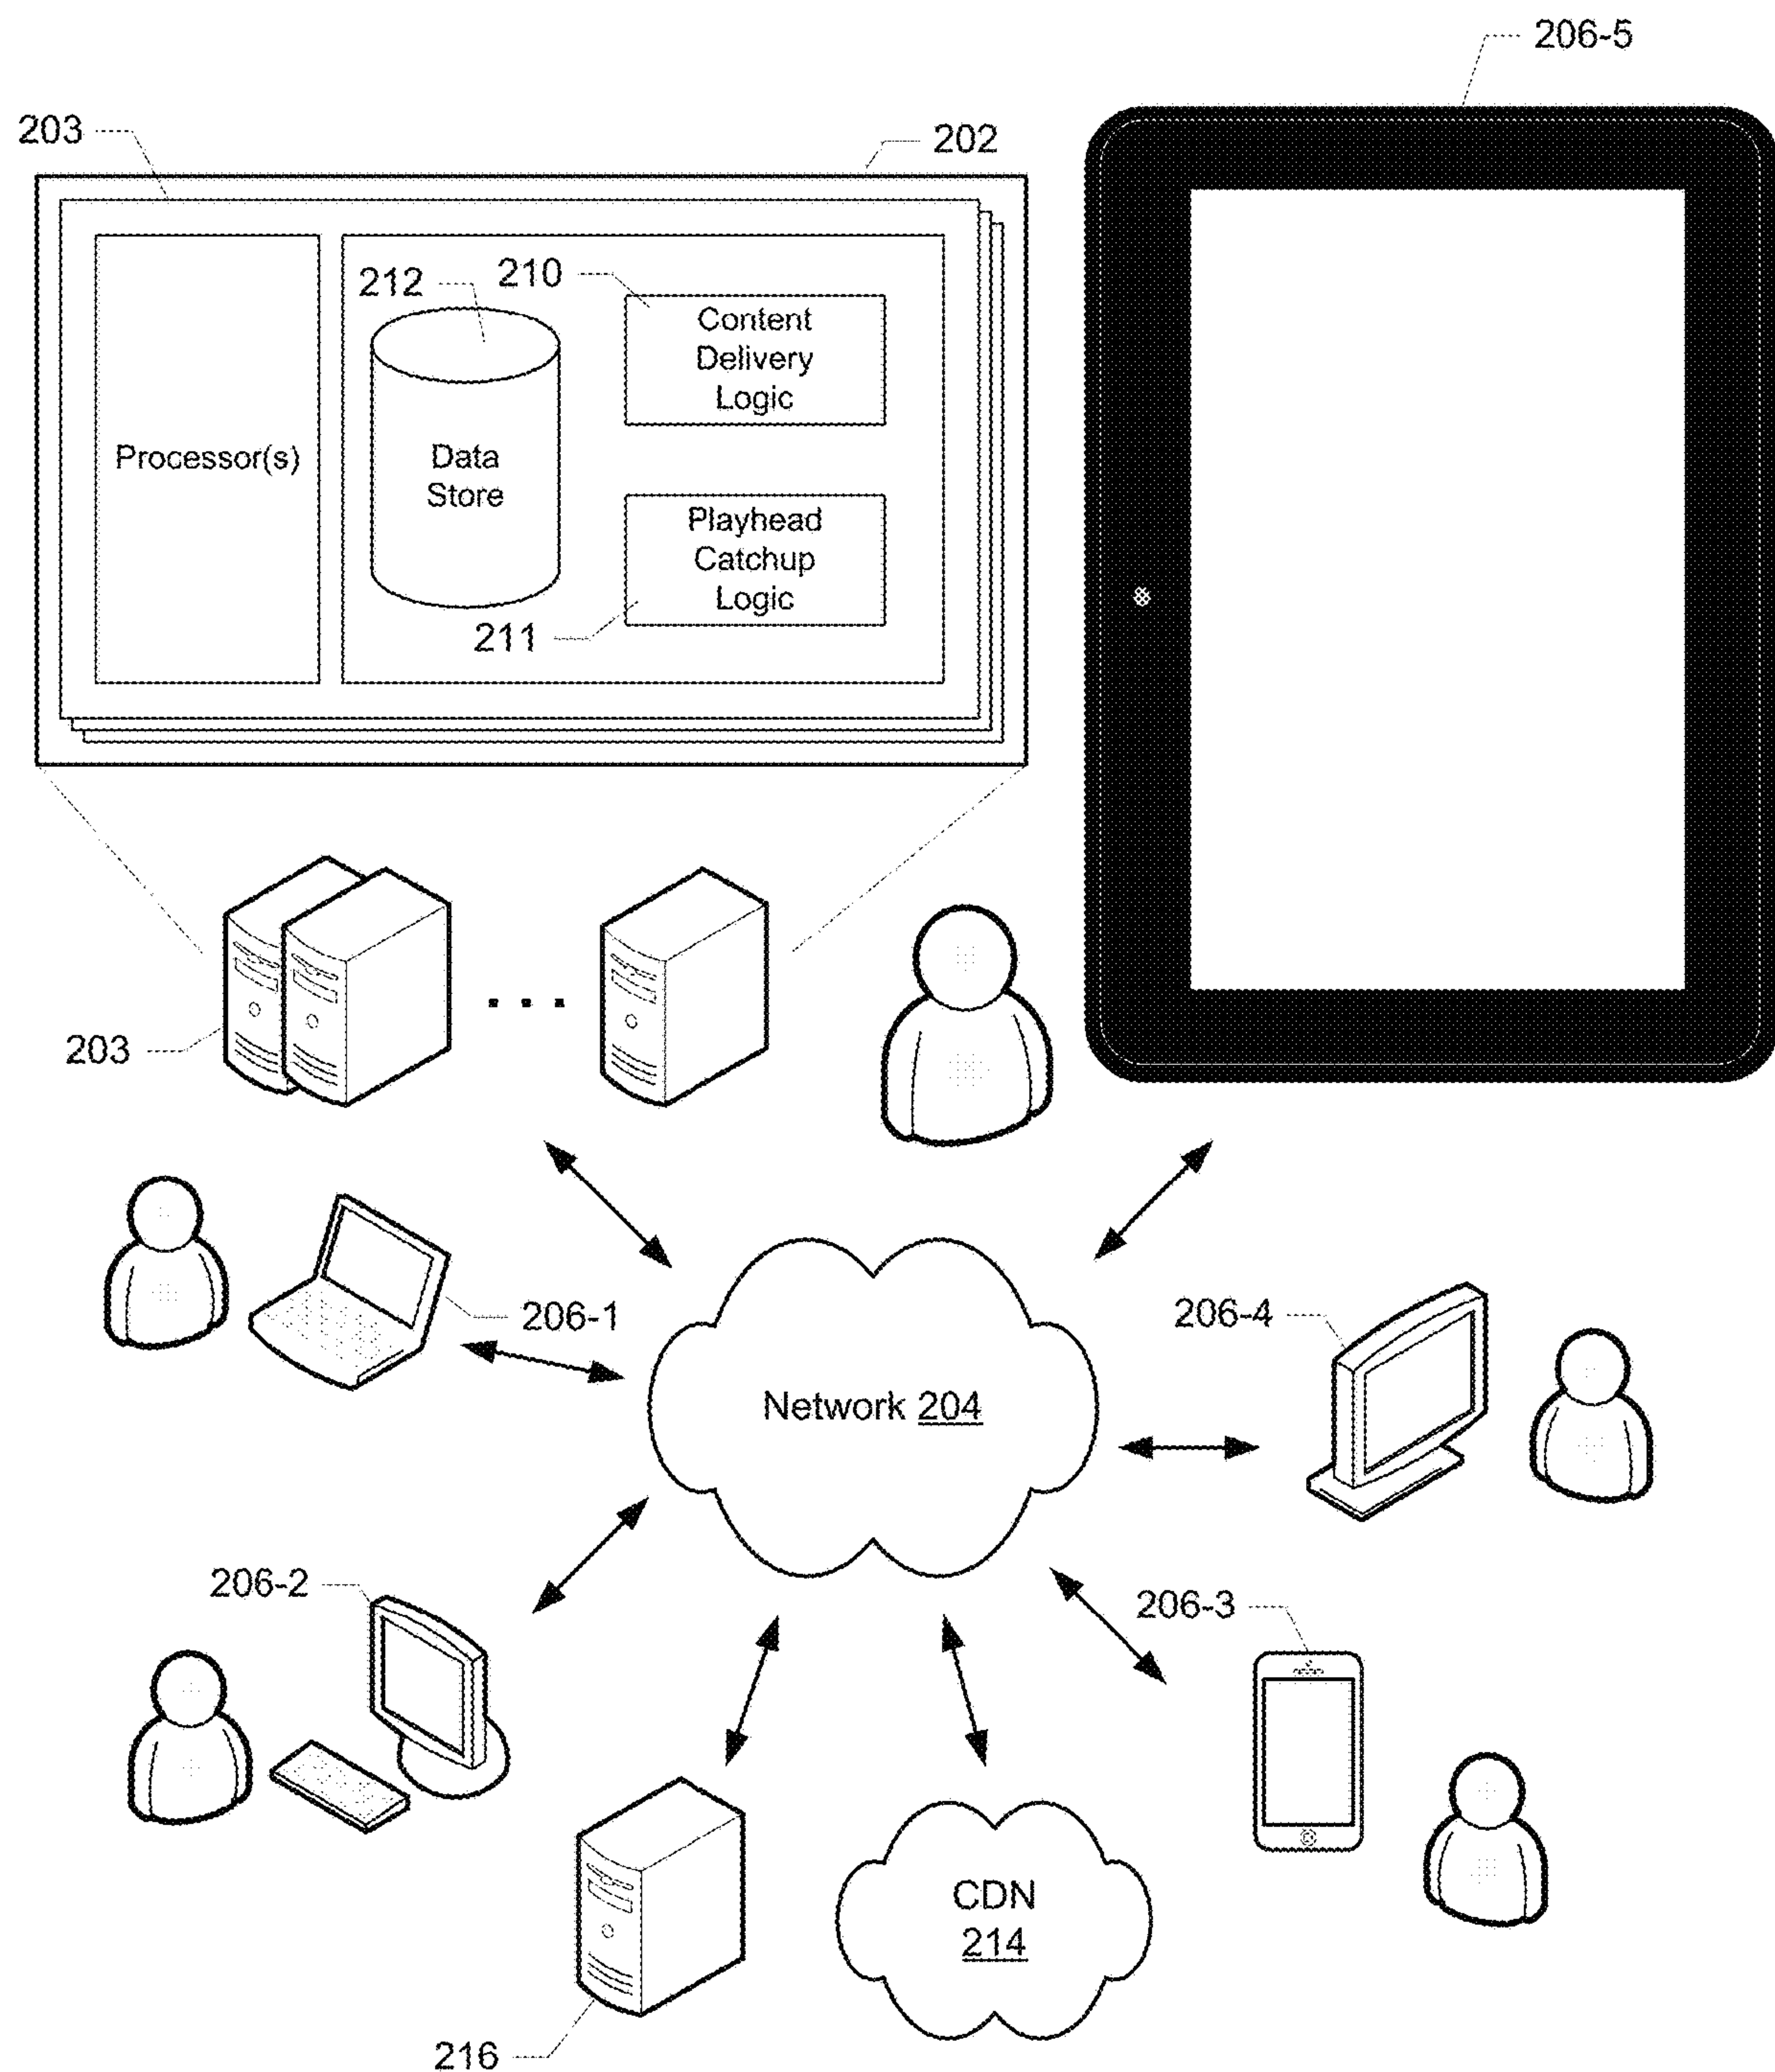 206-5
203
202
212
210
Content
Delivery
Logic
Processor(s)
Data
Store
Playhead
Catchup
Logic
211
203
206-1
206-4
Network 204
206-2
206-3
CDN
214
216